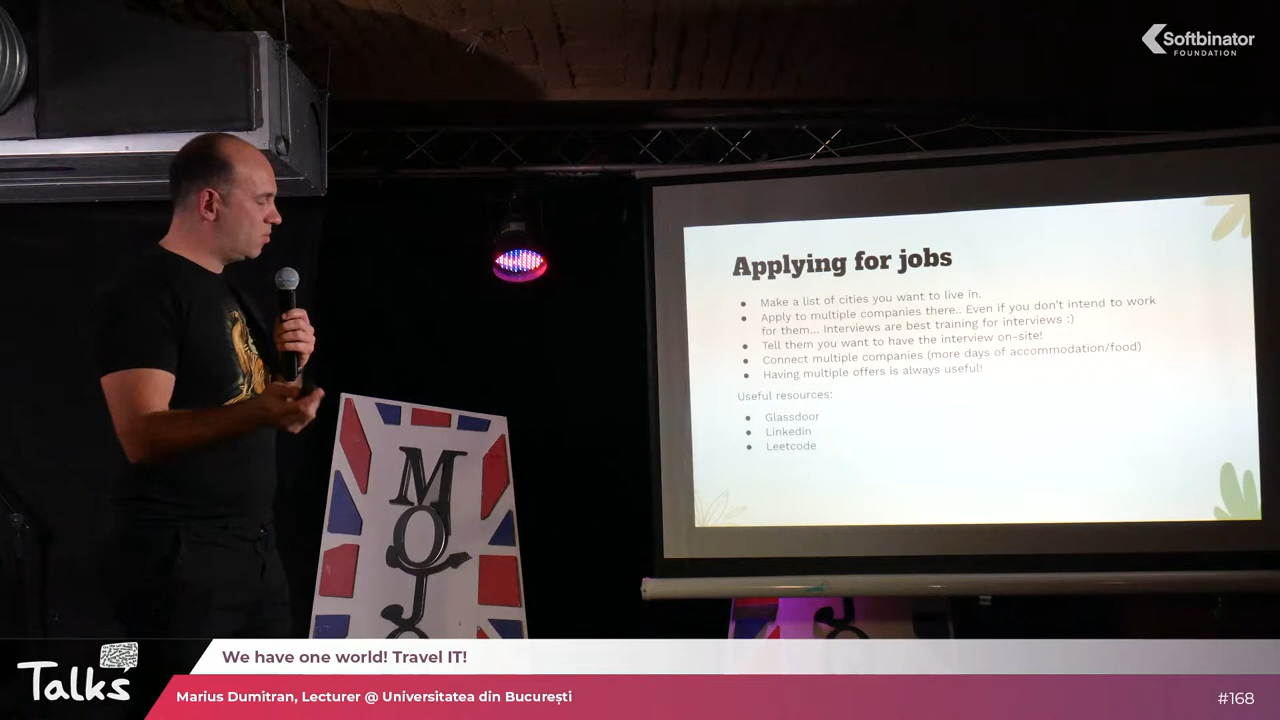 Softbinator
FOUNDATION
Applying for jobs
● Make a list of cities you want to live in.
● Apply to multiple companies there.. Even if you don't intend to work
for them... Interviews are best training for interviews :)
● Tell them you want to have the interview on-site!
● Connect multiple companies (more days of accommodation/food)
● Having multiple offers is always useful!
Useful resources:
● Glassdoor
● Linkedin
● Leetcode
MOJO
Talks
We have one world! Travel IT!
Marius Dumitran, Lecturer @ Universitatea din București
#168